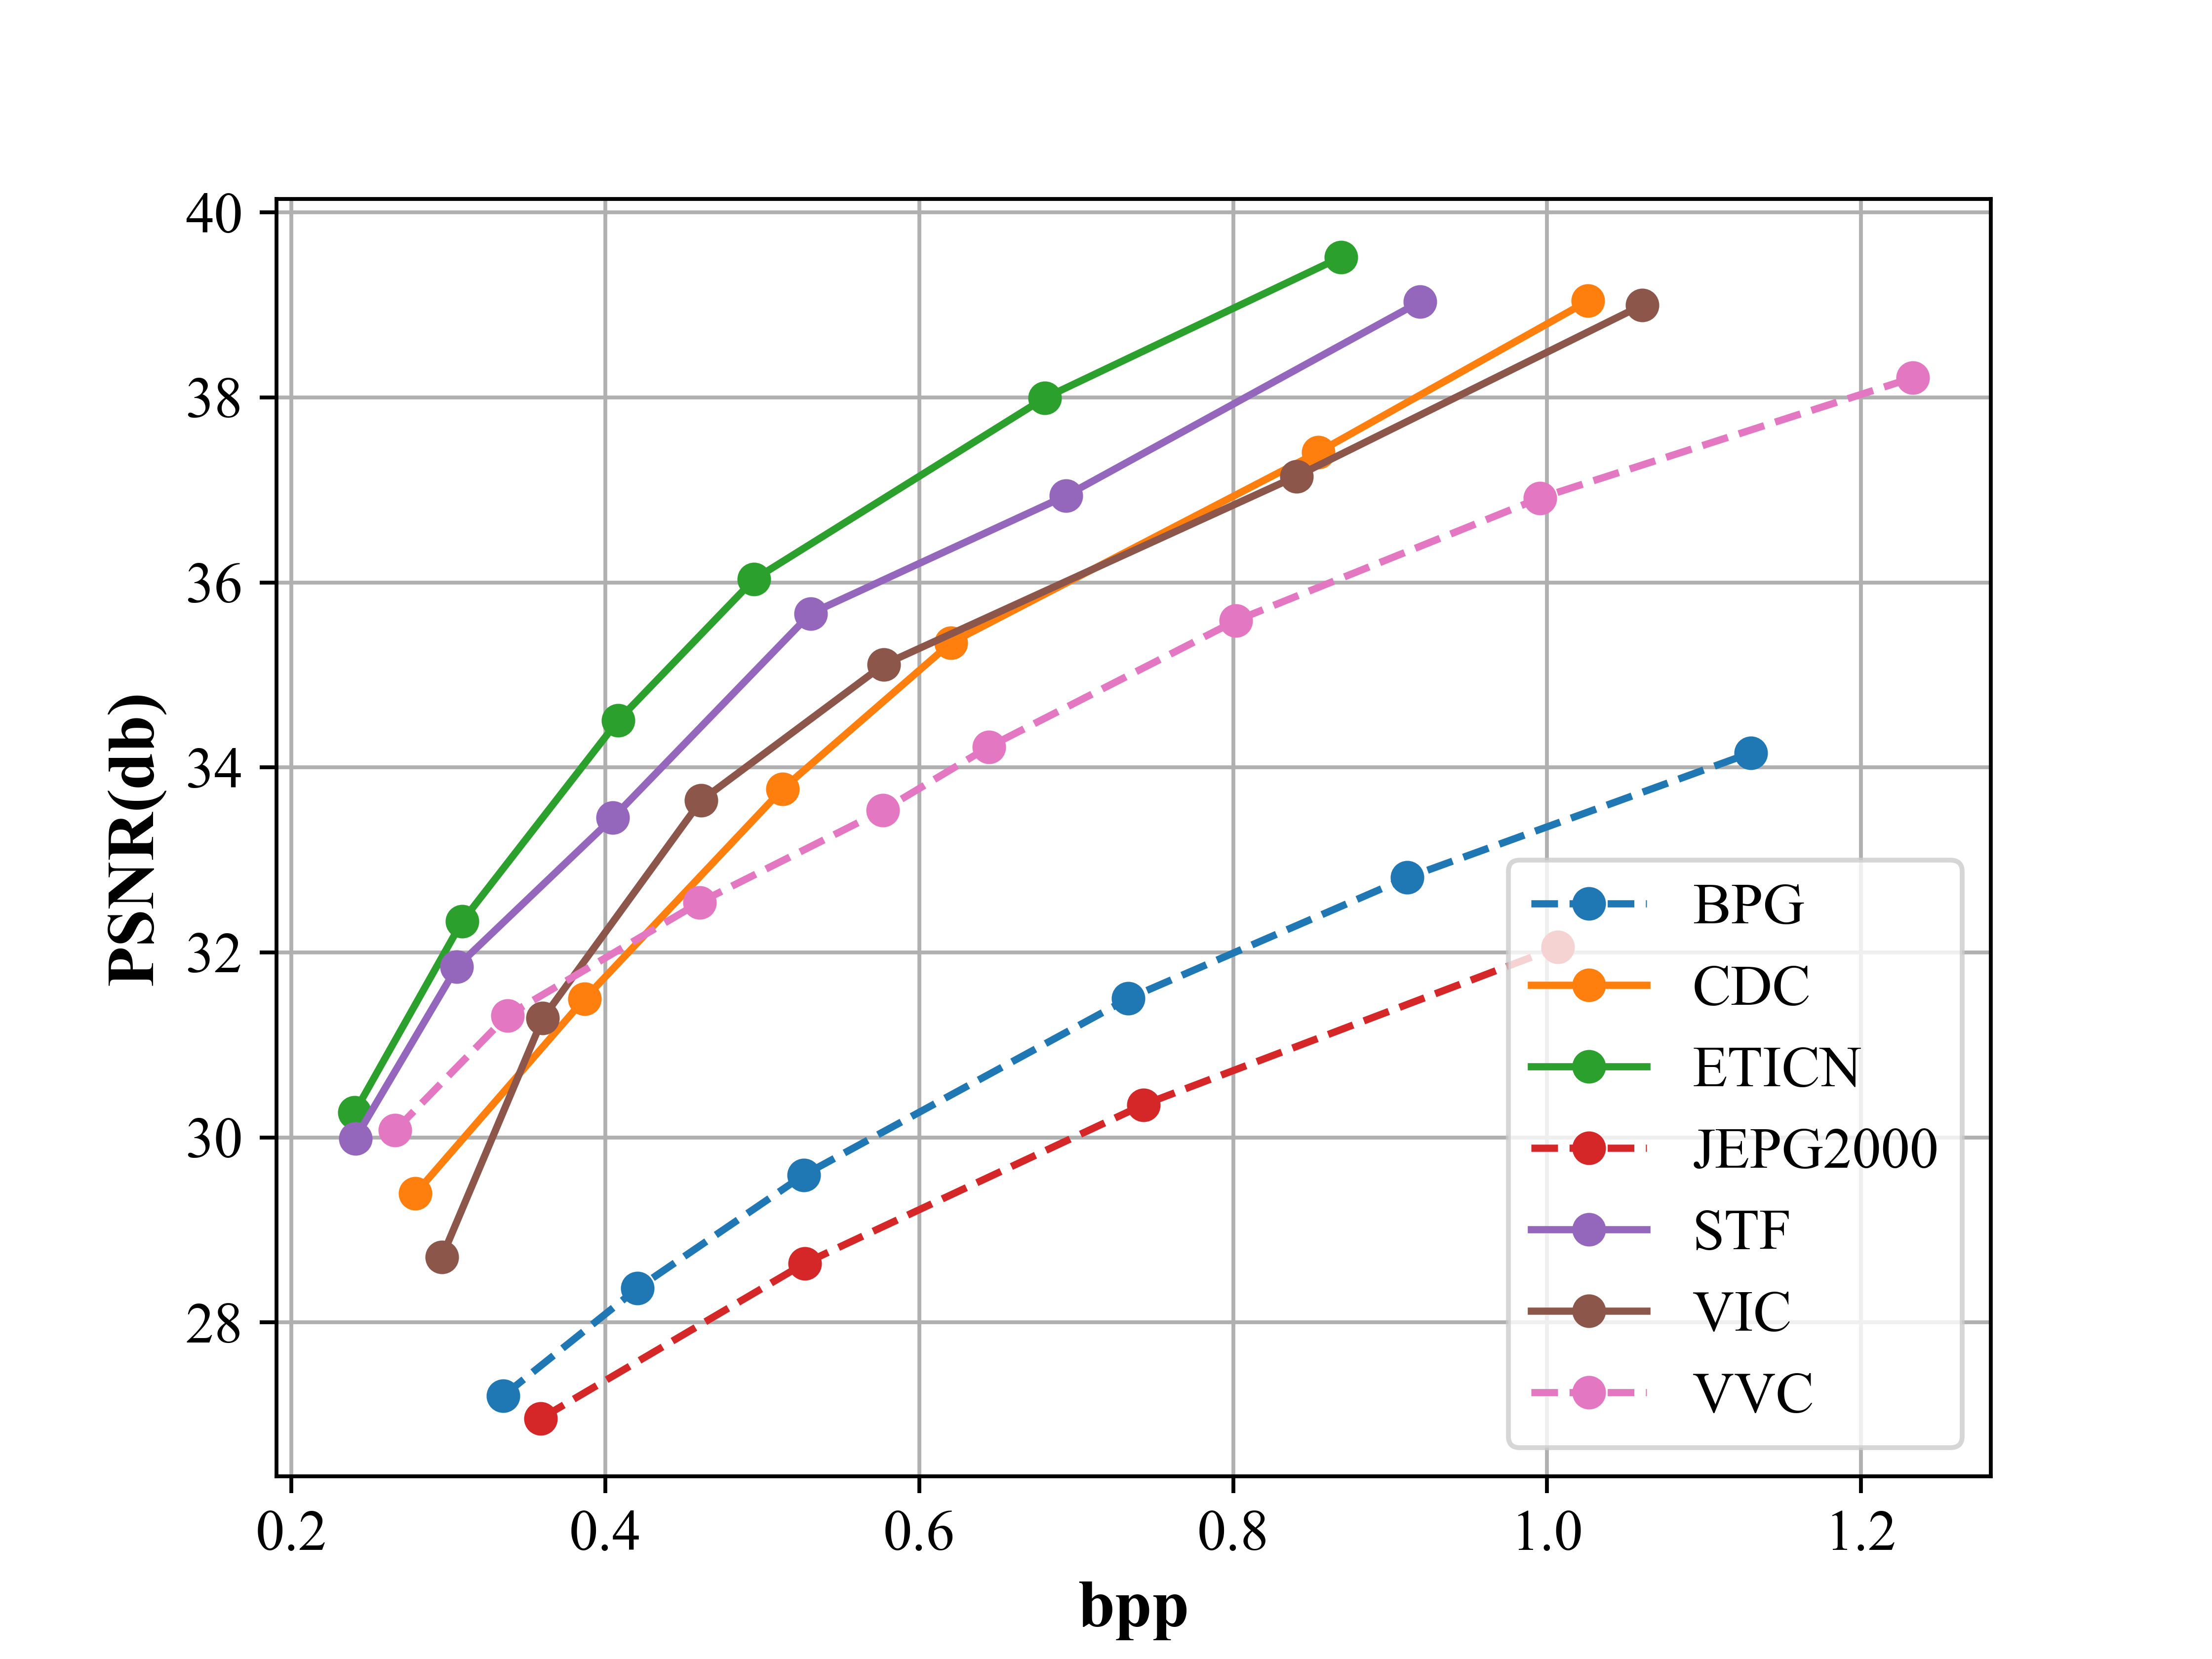 40
38
36
34
32
30
28
PSNR(db)
0.2 0.4 0.6 0.8 1.0 1.2
bpp
BPG
CDC
ETICN
JEPG2000
STF
VIC
VVC